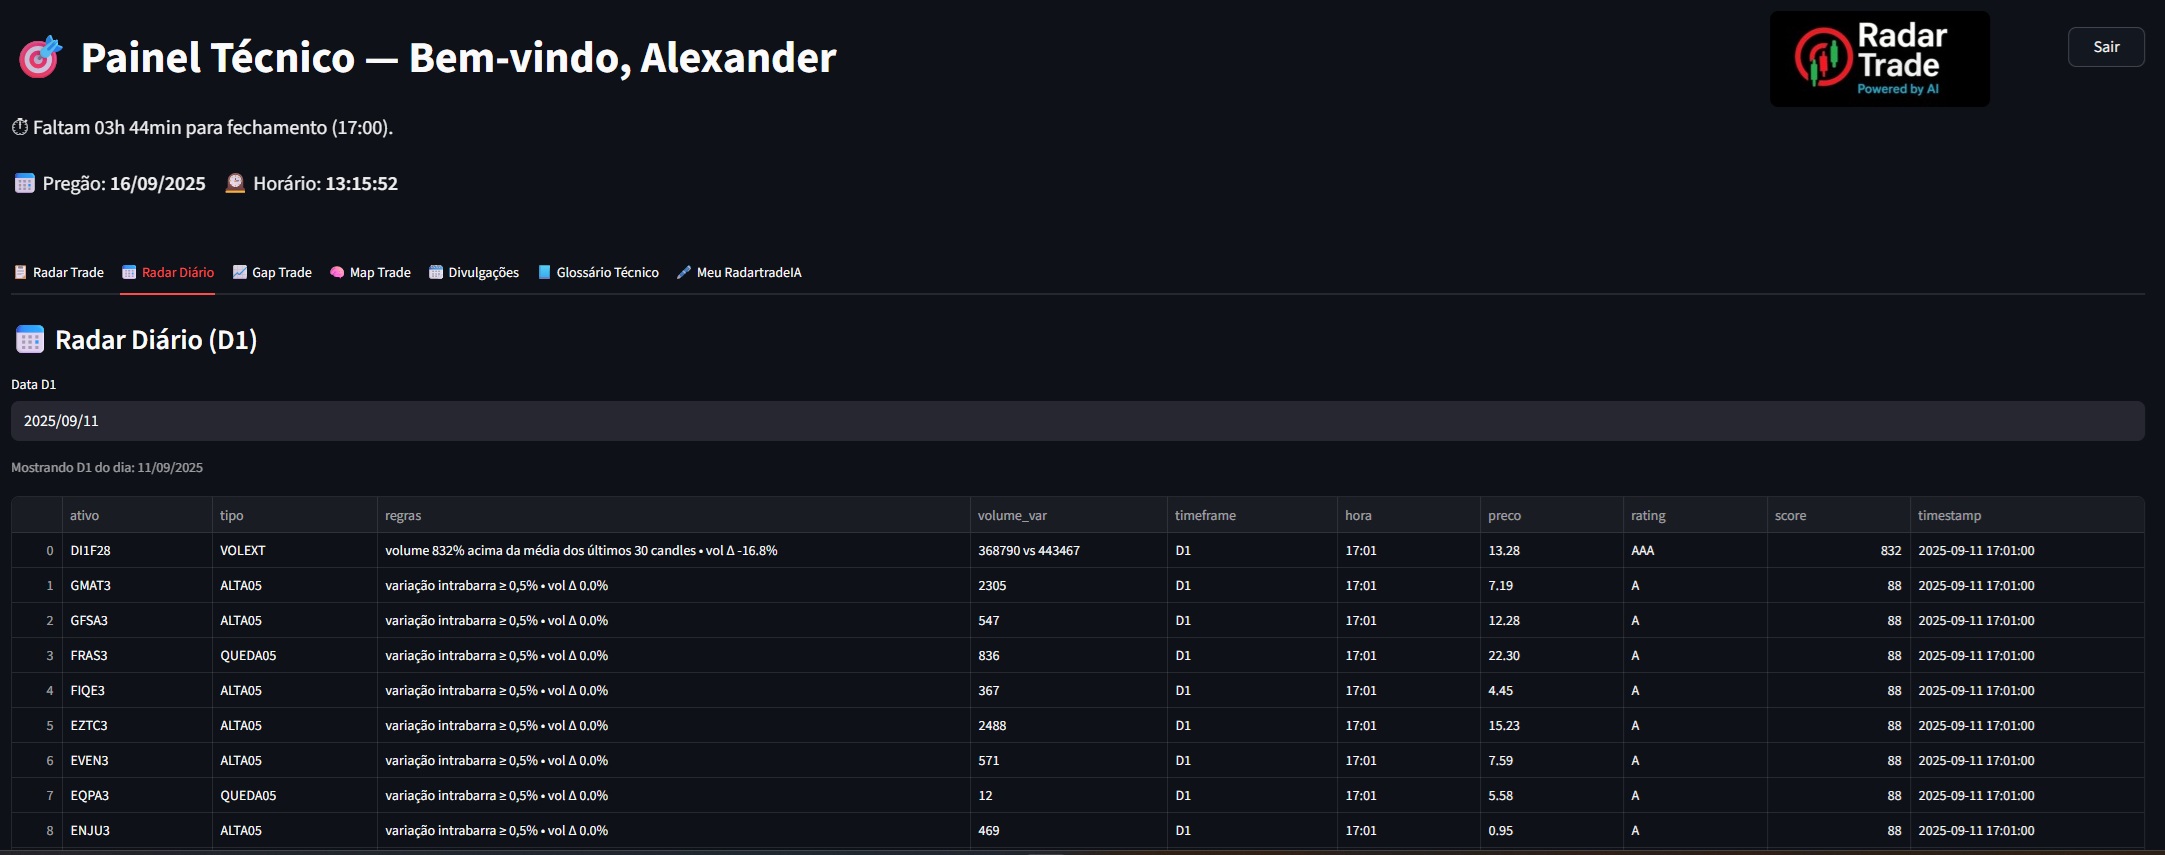 Painel Técnico — Bem-vindo, Alexander
Radar
Trade
Powered by AI
Sair
Faltam 03h 44min para fechamento (17:00).
Pregão: 16/09/2025 Horário: 13:15:52
Radar Trade Radar Diário Gap Trade Map Trade Divulgações Glossário Técnico Meu RadartradeIA
Radar Diário (D1)
Data D1
2025/09/11
Mostrando D1 do dia: 11/09/2025
ativo tipo regras volume_var timeframe hora preco rating score timestamp
0 DI1F28 VOLEXT volume 832% acima da média dos últimos 30 candles • vol Δ -16.8% 368790 vs 443467 D1 17:01 13.28 AAA 832 2025-09-11 17:01:00
1 GMAT3 ALTA05 variação intrabarra ≥ 0,5% • vol Δ 0.0% 2305 D1 17:01 7.19 A 88 2025-09-11 17:01:00
2 GFSA3 ALTA05 variação intrabarra ≥ 0,5% • vol Δ 0.0% 547 D1 17:01 12.28 A 88 2025-09-11 17:01:00
3 FRAS3 QUEDA05 variação intrabarra ≥ 0,5% • vol Δ 0.0% 836 D1 17:01 22.30 A 88 2025-09-11 17:01:00
4 FIQE3 ALTA05 variação intrabarra ≥ 0,5% • vol Δ 0.0% 367 D1 17:01 4.45 A 88 2025-09-11 17:01:00
5 EZTC3 ALTA05 variação intrabarra ≥ 0,5% • vol Δ 0.0% 2488 D1 17:01 15.23 A 88 2025-09-11 17:01:00
6 EVEN3 ALTA05 variação intrabarra ≥ 0,5% • vol Δ 0.0% 571 D1 17:01 7.59 A 88 2025-09-11 17:01:00
7 EQPA3 QUEDA05 variação intrabarra ≥ 0,5% • vol Δ 0.0% 12 D1 17:01 5.58 A 88 2025-09-11 17:01:00
8 ENJU3 ALTA05 variação intrabarra ≥ 0,5% • vol Δ 0.0% 469 D1 17:01 0.95 A 88 2025-09-11 17:01:00